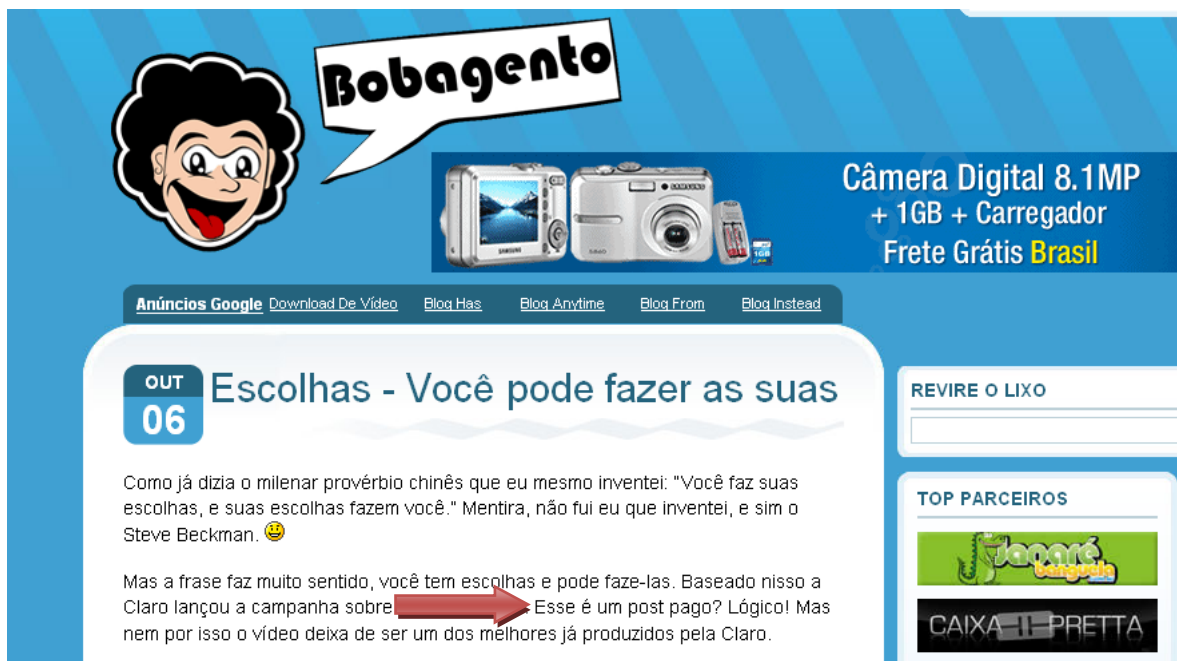 Bobagento
SAMSUNG
SAMSUNG
1GB
Câmera Digital 8.1MP
+ 1GB + Carregador
Frete Grátis Brasil
Anúncios Google Download De Vídeo Blog Has Blog Anytime Blog From Blog Instead
OUT
06
Escolhas - Você pode fazer as suas
Como já dizia o milenar provérbio chinês que eu mesmo inventei: "Você faz suas
escolhas, e suas escolhas fazem você." Mentira, não fui eu que inventei, e sim o
Steve Beckman.
Mas a frase faz muito sentido, você tem escolhas e pode faze-las. Baseado nisso a
Claro lançou a campanha sobre Esse é um post pago? Lógico! Mas
nem por isso o vídeo deixa de ser um dos melhores já produzidos pela Claro.
REVIRE O LIXO
TOP PARCEIROS
Jacaré
banguela
CAIXA PRETTA